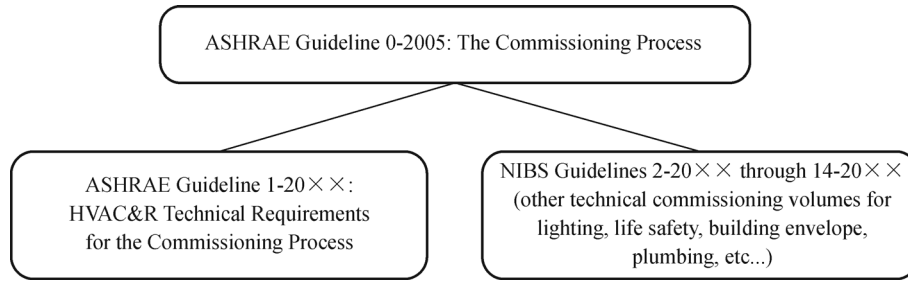 ASHRAE Guideline 0-2005: The Commissioning Process
ASHRAE Guideline 1-20××:
HVAC&R Technical Requirements
for the Commissioning Process
NIBS Guidelines 2-20×× through 14-20××
(other technical commissioning volumes for
lighting, life safety, building envelope,
plumbing, etc...)